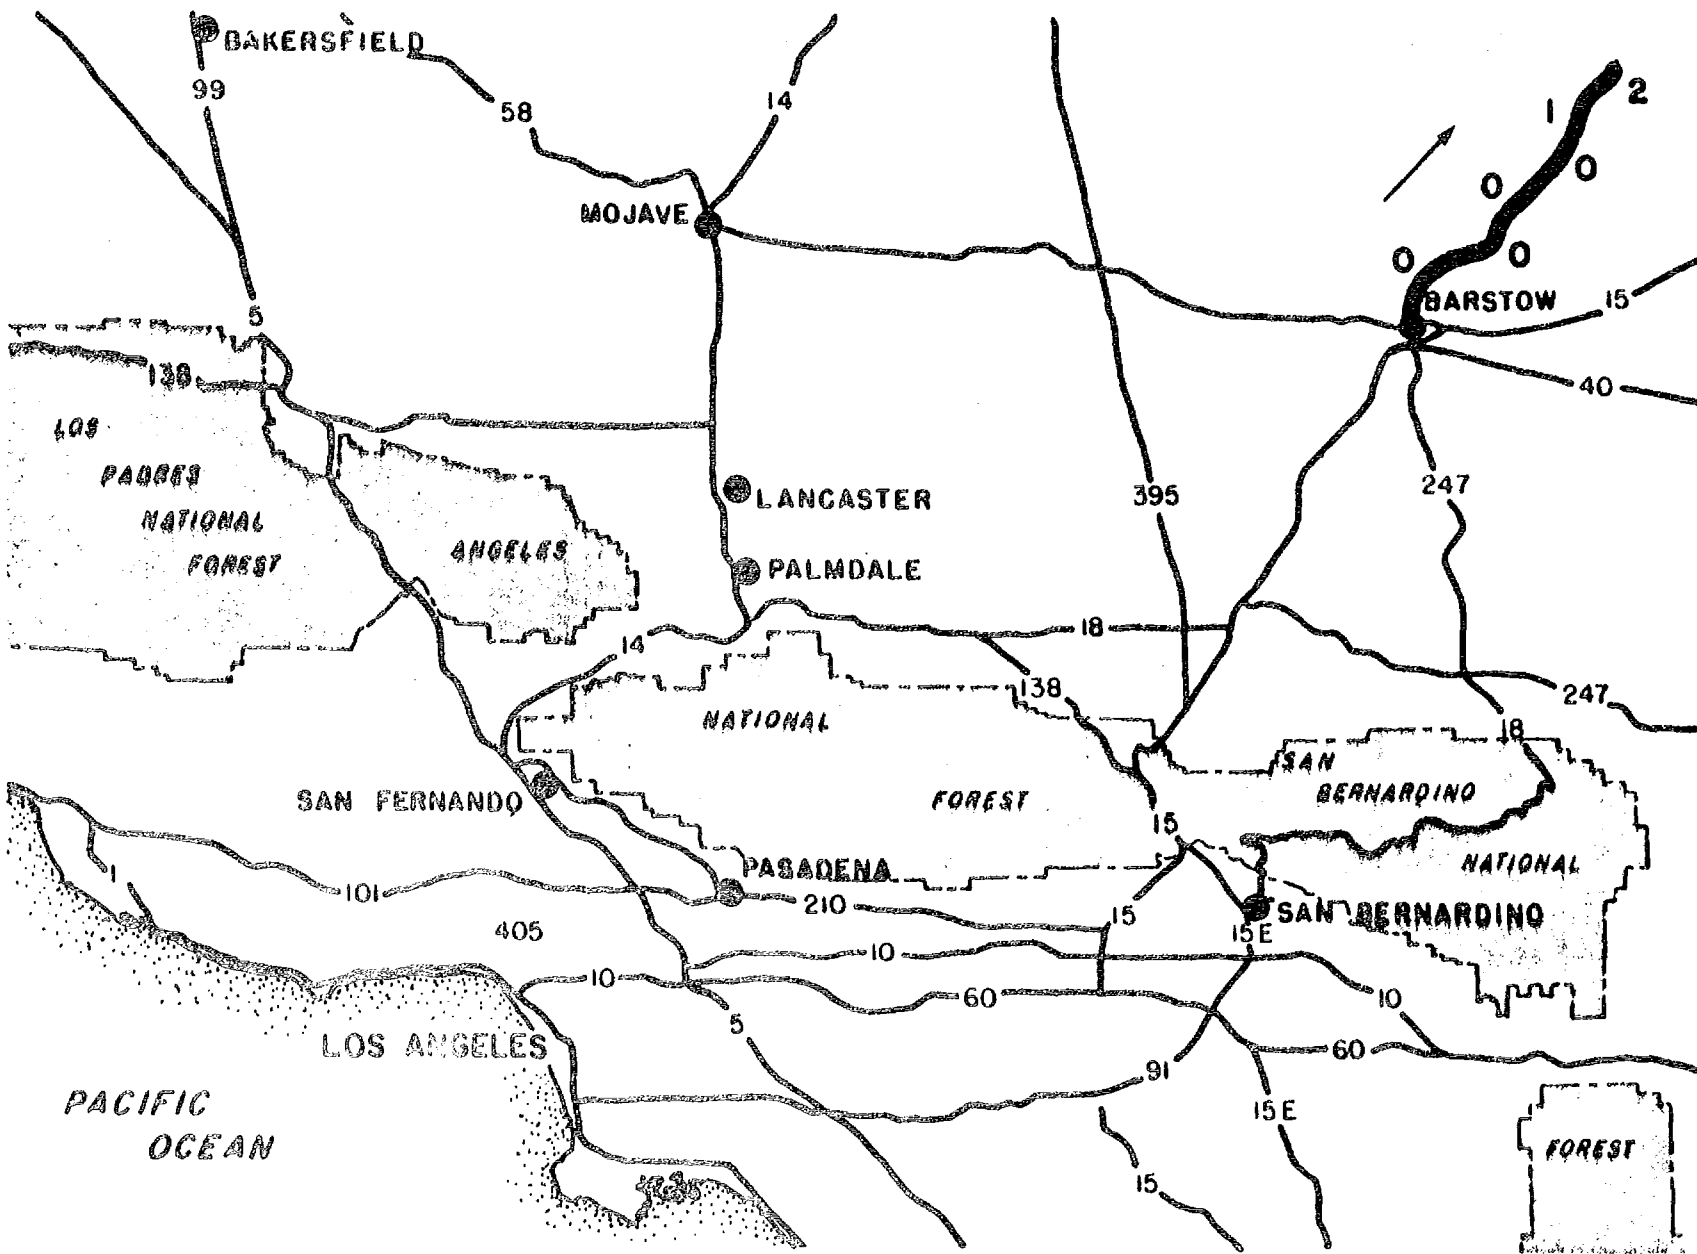 BAKERSFIELD
99
58
14
1 2
0 0
0 0
MOJAVE
5
BARSTOW
15
138
40
LOS
PADRES
NATIONAL
FOREST
ANGELES
LANCASTER
395
247
PALMDALE
14
18
138
247
NATIONAL
18
SAN
BERNARDINO
SAN FERNANDO
FOREST
15
NATIONAL
PASADENA
1
101
210
15
SAN BERNARDINO
405
15E
10
10
60
10
5
LOS ANGELES
60
91
PACIFIC
OCEAN
15E
FOREST
15